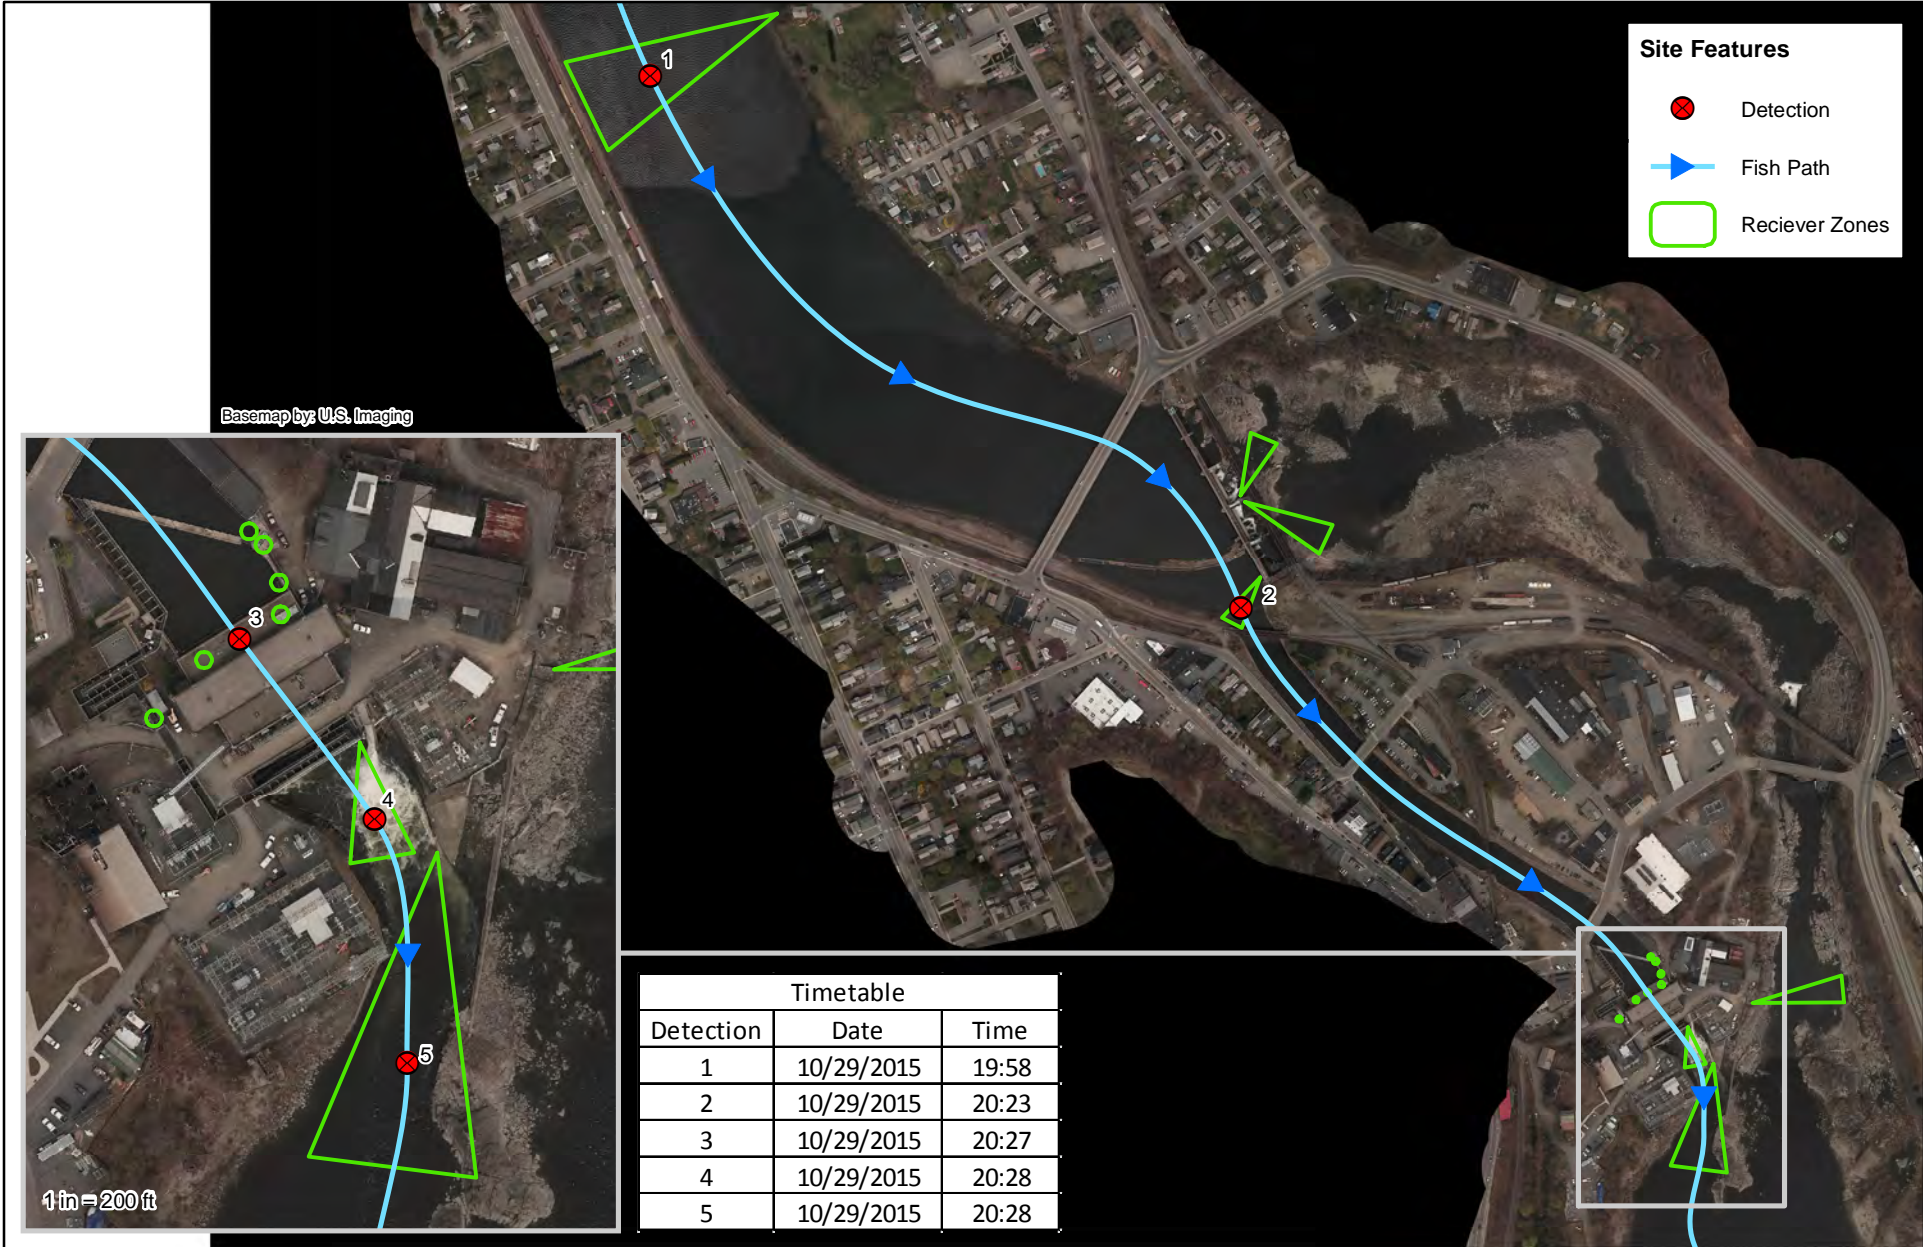 Site Features
Detection
Fish Path
Reciever Zones
1
2
Basemap by: U.S. Imaging
3
4
5
1 in = 200 ft
Timetable
Detection Date Time
1 10/29/2015 19:58
2 10/29/2015 20:23
3 10/29/2015 20:27
4 10/29/2015 20:28
5 10/29/2015 20:28